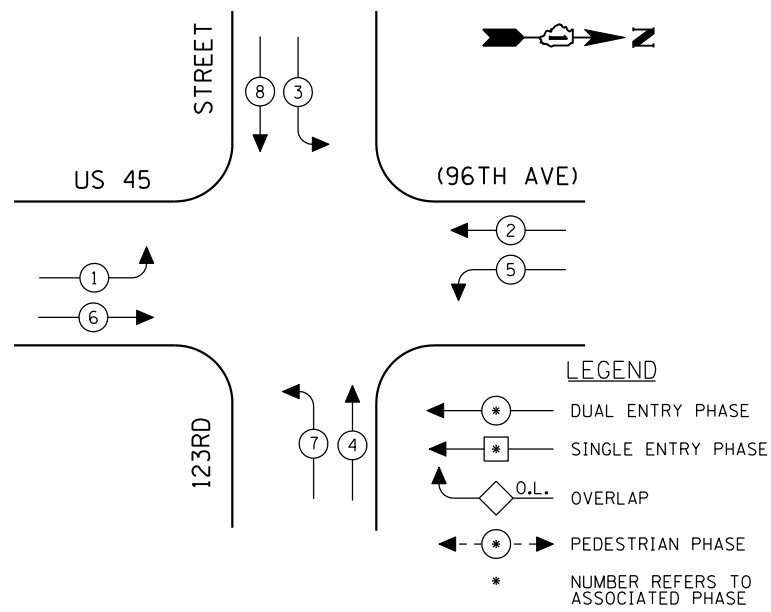 N
STREET
8
3
US 45
(96TH AVE)
2
1
5
6
LEGEND
* DUAL ENTRY PHASE
7
4
123RD
* SINGLE ENTRY PHASE
O.L. OVERLAP
* PEDESTRIAN PHASE
* NUMBER REFERS TO
ASSOCIATED PHASE